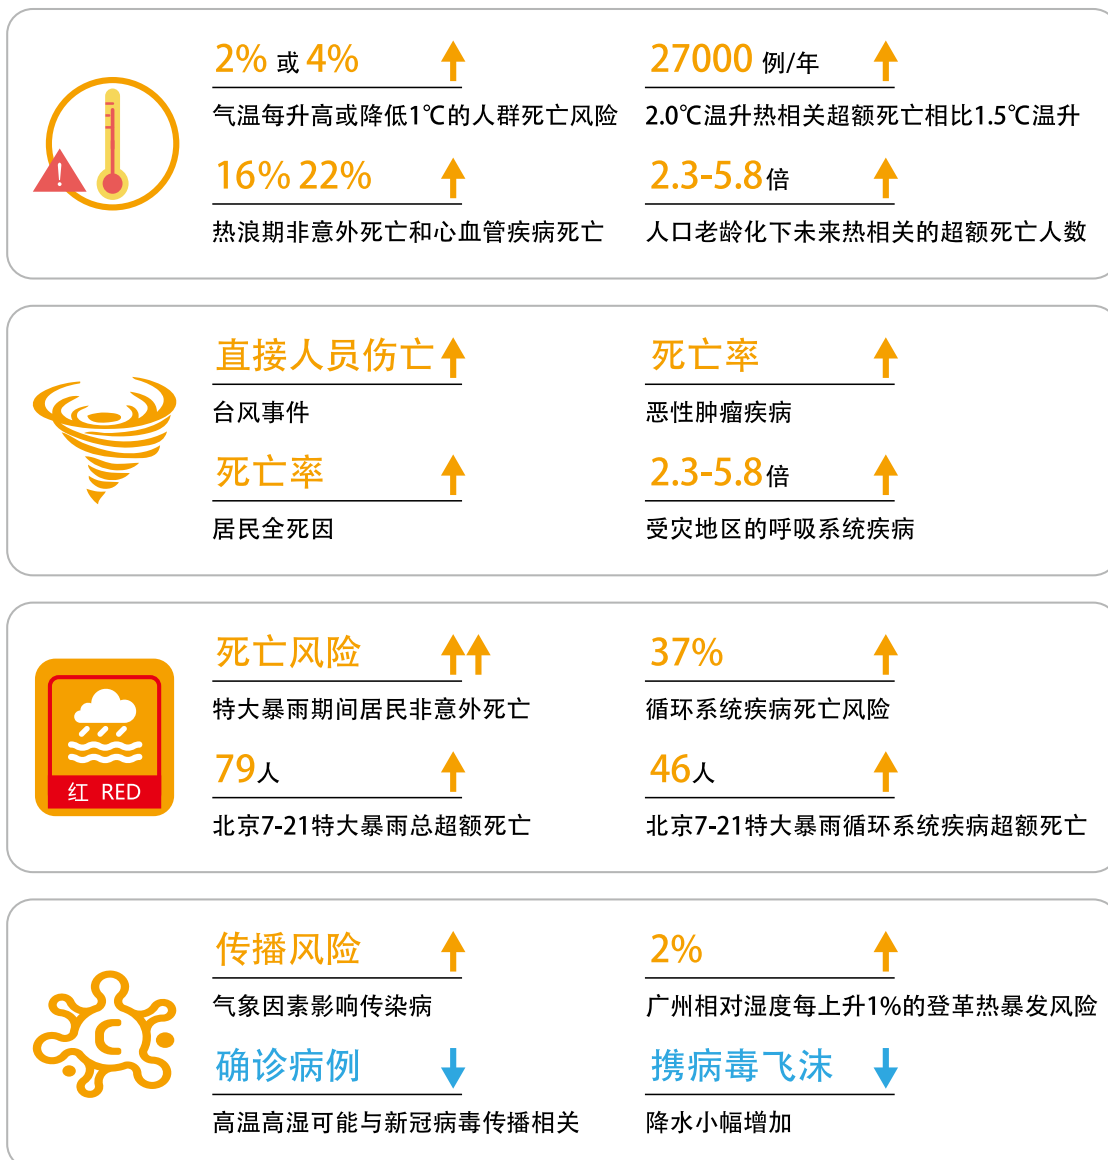 2% 或 4%
气温每升高或降低1℃的人群死亡风险
27000 例/年
2.0℃温升热相关超额死亡相比1.5℃温升
!
16% 22%
热浪期非意外死亡和心血管疾病死亡
2.3-5.8倍
人口老龄化下未来热相关的超额死亡人数
直接人员伤亡
台风事件
死亡率
恶性肿瘤疾病
死亡率
居民全死因
2.3-5.8倍
受灾地区的呼吸系统疾病
死亡风险
特大暴雨期间居民非意外死亡
37%
循环系统疾病死亡风险
红 RED
79人
北京7-21特大暴雨总超额死亡
46人
北京7-21特大暴雨循环系统疾病超额死亡
传播风险
气象因素影响传染病
2%
广州相对湿度每上升1%的登革热暴发风险
确诊病例
高温高湿可能与新冠病毒传播相关
携病毒飞沫
降水小幅增加